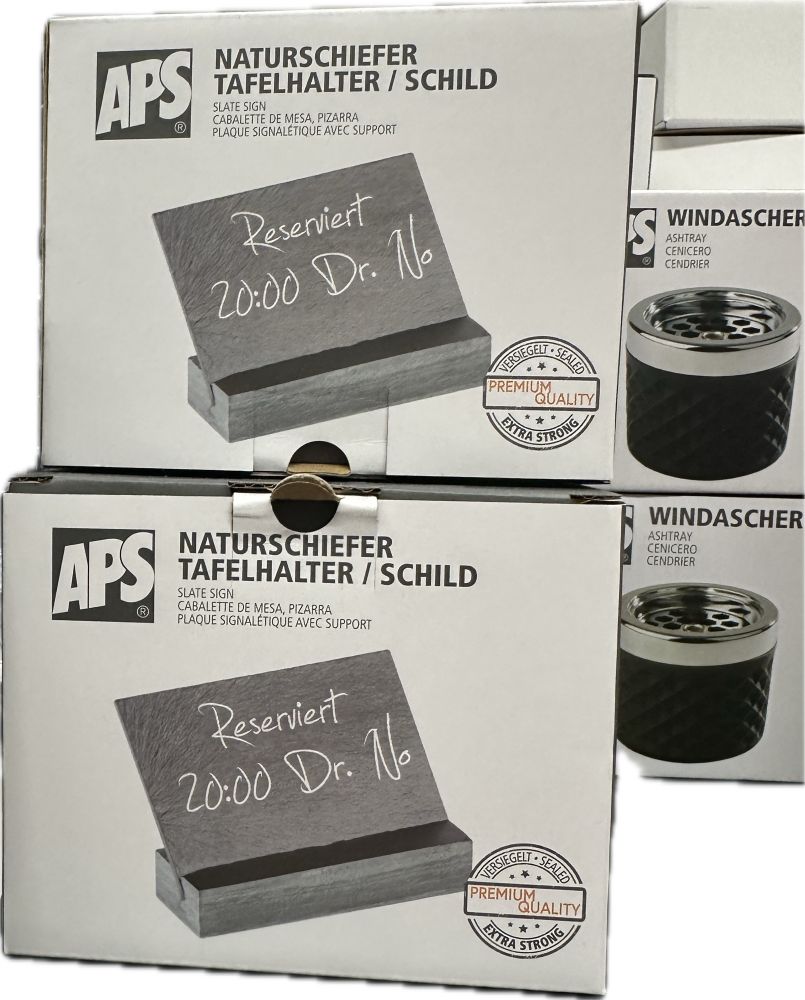 APS®
NATURSCHIEFER
TAFELHALTER / SCHILD
SLATE SIGN
CABALETTE DE MESA, PIZARRA
PLAQUE SIGNALÉTIQUE AVEC SUPPORT
Reserviert
20:00 Dr. No
VERSIEGELT • SEALED
PREMIUM
QUALITY
EXTRA STRONG
S®
WINDASCHER
ASHTRAY
CENICERO
CENDRIER
APS®
NATURSCHIEFER
TAFELHALTER / SCHILD
SLATE SIGN
CABALETTE DE MESA, PIZARRA
PLAQUE SIGNALÉTIQUE AVEC SUPPORT
Reserviert
20:00 Dr. No
VERSIEGELT • SEALED
PREMIUM
QUALITY
EXTRA STRONG
WINDASCHER
ASHTRAY
CENICERO
CENDRIER